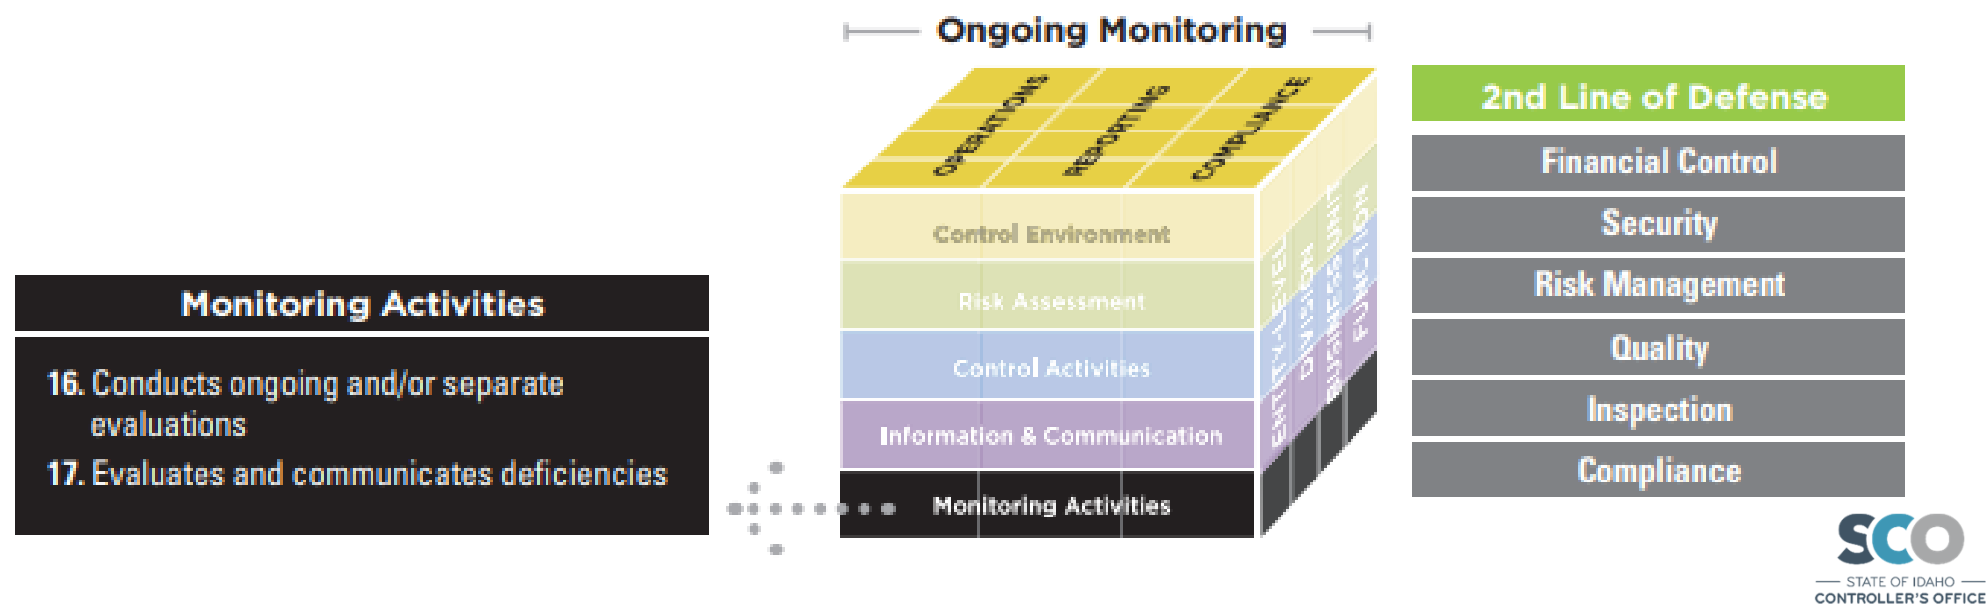 Ongoing Monitoring
OPERATIONS
REPORTING
COMPLIANCE
Control Environment
Risk Assessment
Control Activities
Information & Communication
Monitoring Activities
ENTITY-LEVEL
DIVISION
BUSINESS UNIT
FUNCTION
Monitoring Activities
16. Conducts ongoing and/or separate
evaluations
17. Evaluates and communicates deficiencies
2nd Line of Defense
Financial Control
Security
Risk Management
Quality
Inspection
Compliance
SCO
STATE OF IDAHO
CONTROLLER'S OFFICE